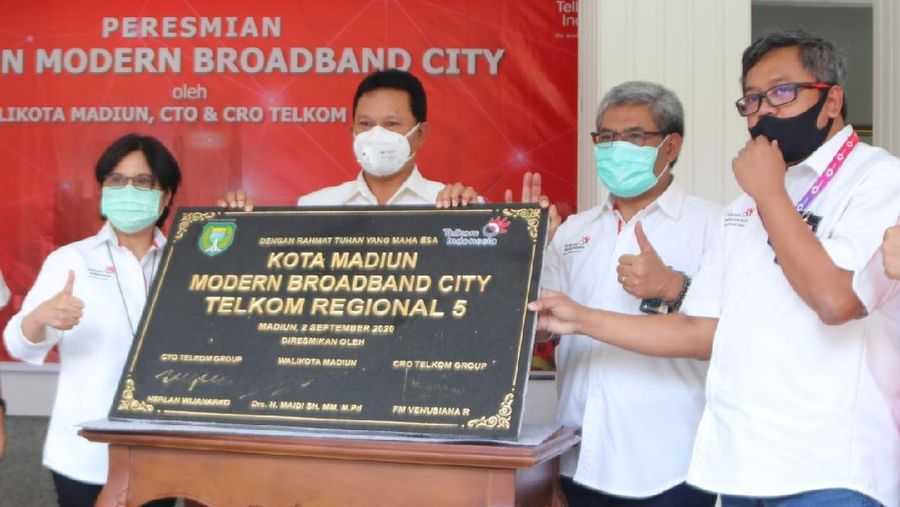 PERESMIAN
N MODERN BROADBAND CITY
oleh
LIKOTA MADIUN, CTO & CRO TELKOM
Telkom
Indonesia
DENGAN RAHMAT TUHAN YANG MAHA ESA
KOTA MADIUN
MODERN BROADBAND CITY
TELKOM REGIONAL 5
MADIUN, 2 SEPTEMBER 2020
DIRESMIKAN OLEH
CTO TELKOM GROUP WALIKOTA MADIUN CRO TELKOM GROUP
HERLAN WIJANARKO Drs. H. MAIDI SH, MM, M.Pd FM VENUSIANA R